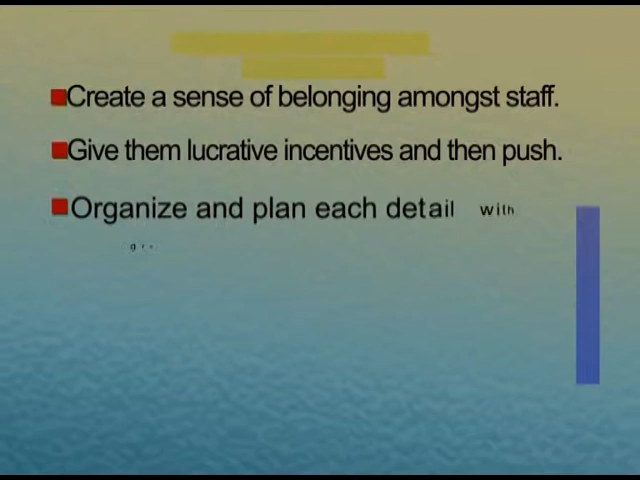 Create a sense of belonging amongst staff.
Give them lucrative incentives and then push.
Organize and plan each detail with